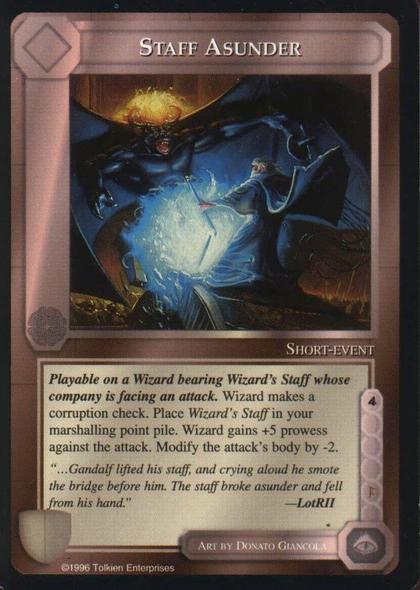 STAFF ASUNDER
SHORT-EVENT
Playable on a Wizard bearing Wizard's Staff whose
company is facing an attack. Wizard makes a
corruption check. Place Wizard's Staff in your
marshalling point pile. Wizard gains +5 prowess
against the attack. Modify the attack's body by -2.
"...Gandalf lifted his staff, and crying aloud he smote
the bridge before him. The staff broke asunder and fell
from his hand." —LotRII
4
ART BY DONATO GIANCOLA
©1996 Tolkien Enterprises